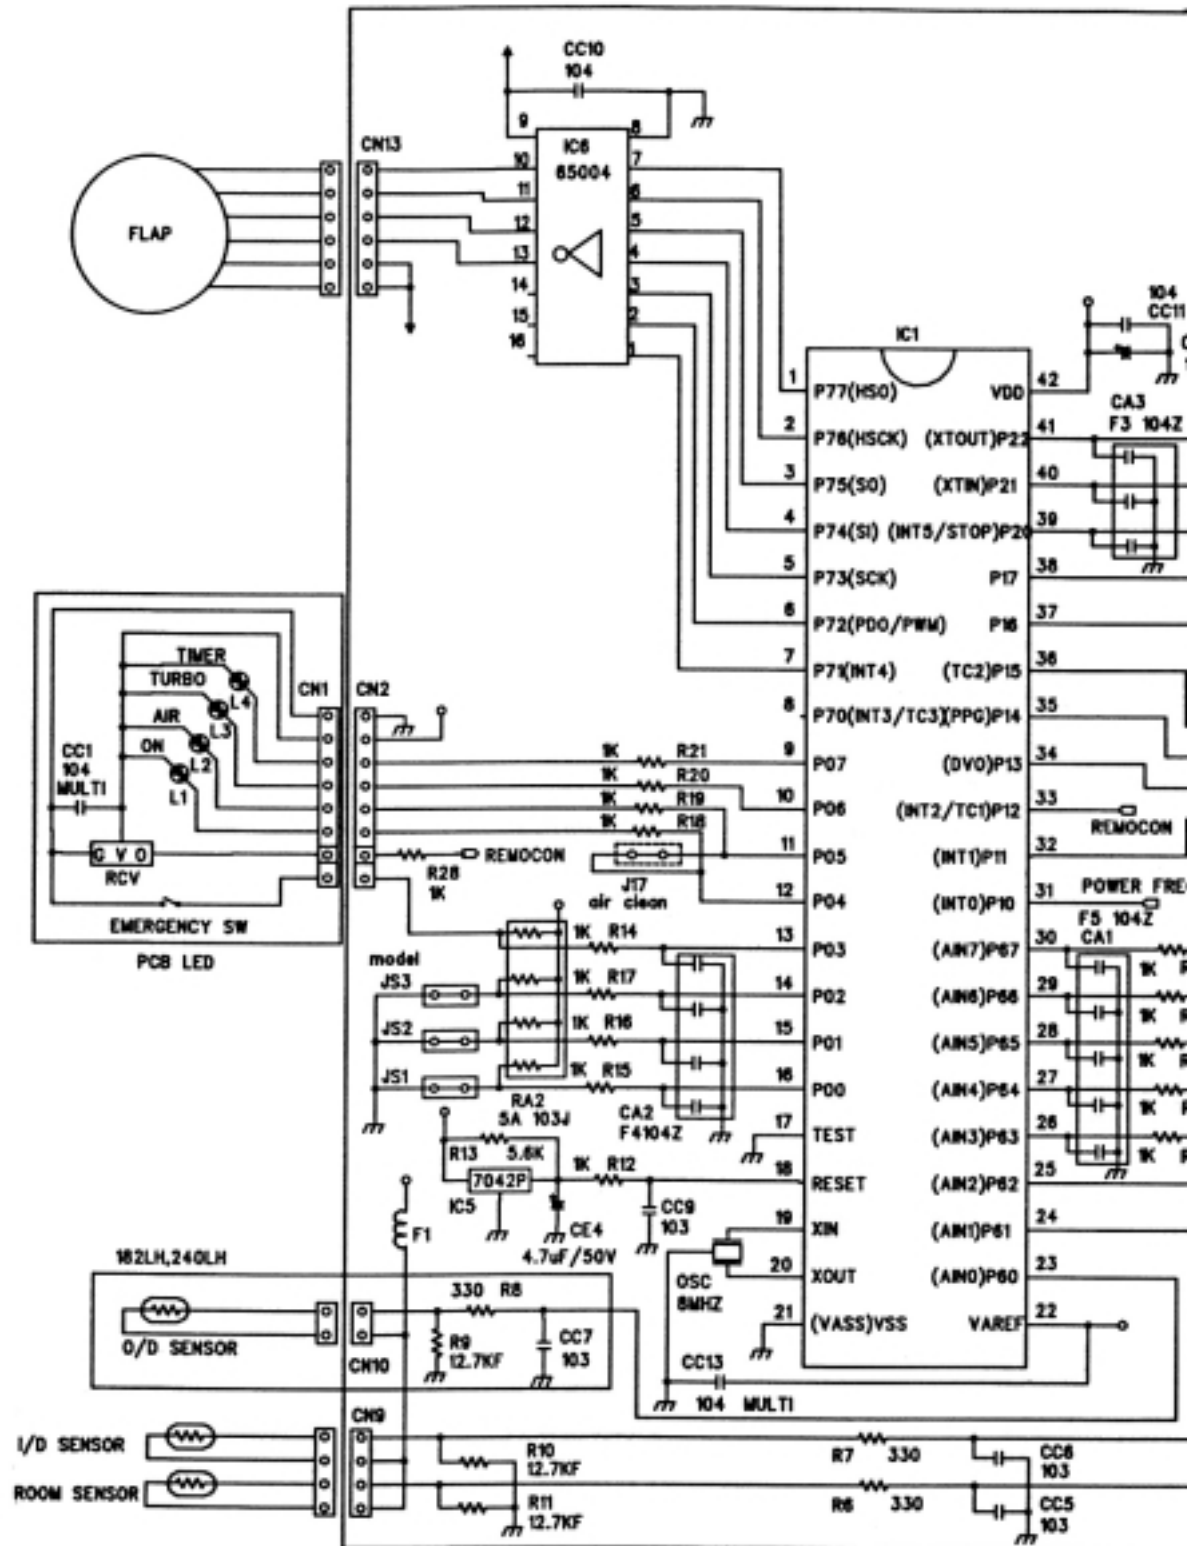 CC10
104
9
8
IC6
65004
CN13
10
7
11
6
12
5
13
4
14
3
15
2
16
1
FLAP
104
CC11
IC1
1
P77(HSO)
VDD
42
CA3
F3 104Z
2
P76(HSCK)
(XTOUT)P22
41
3
P75(SO)
(XTIN)P21
40
4
P74(SI)
(INT5/STOP)P20
39
5
P73(SCK)
P17
38
6
P72(PDO/PWM)
P16
37
7
P71(INT4)
(TC2)P15
36
8
P70(INT3/TC3)
(PPG)P14
35
9
P07
(DVO)P13
34
10
P06
(INT2/TC1)P12
33
REMOCON
11
P05
(INT1)P11
32
12
P04
(INT0)P10
31
POWER FRE
F5 104Z
CA1
13
P03
(AIN7)P67
30
1K R
14
P02
(AIN6)P66
29
1K R
15
P01
(AIN5)P65
28
1K R
16
P00
(AIN4)P64
27
1K R
17
TEST
(AIN3)P63
26
1K R
18
RESET
(AIN2)P62
25
19
XIN
(AIN1)P61
24
20
XOUT
(AIN0)P60
23
21
(VASS)VSS
VAREF
22
TIMER
L4
TURBO
L3
AIR
L2
ON
L1
CC1
104
MULTI
G V O
RCV
EMERGENCY SW
PCB LED
CN1
CN2
1K R21
1K R20
1K R19
1K R18
R28
1K
REMOCON
J17
air clean
1K R14
model
JS3
1K R17
JS2
1K R16
JS1
1K R15
RA2
5A 103J
CA2
F4104Z
R13
5.6K
7042P
IC5
1K R12
CC9
103
CE4
4.7uF/50V
F1
OSC
8MHZ
CC13
104 MULTI
182LH,240LH
O/D SENSOR
CN10
330 R8
R9
12.7KF
CC7
103
CN9
I/D SENSOR
ROOM SENSOR
R10
12.7KF
R11
12.7KF
R7 330
R6 330
CC6
103
CC5
103